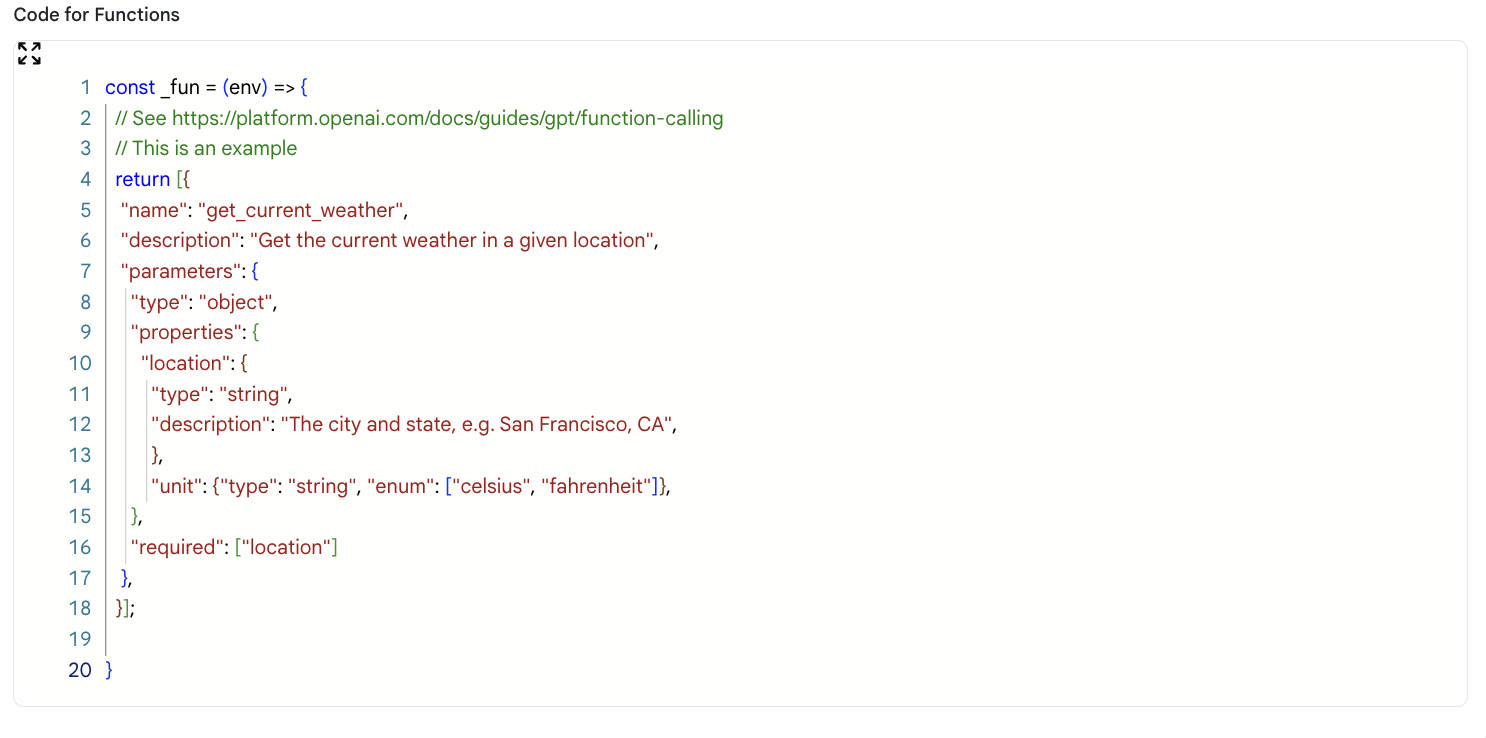 Code for Functions
1 const _fun = (env) => {
2 // See https://platform.openai.com/docs/guides/gpt/function-calling
3 // This is an example
4 return [{
5 "name": "get_current_weather",
6 "description": "Get the current weather in a given location",
7 "parameters": {
8 "type": "object",
9 "properties": {
10 "location": {
11 "type": "string",
12 "description": "The city and state, e.g. San Francisco, CA",
13 },
14 "unit": {"type": "string", "enum": ["celsius", "fahrenheit"]},
15 },
16 "required": ["location"]
17 },
18 }];
19
20 }